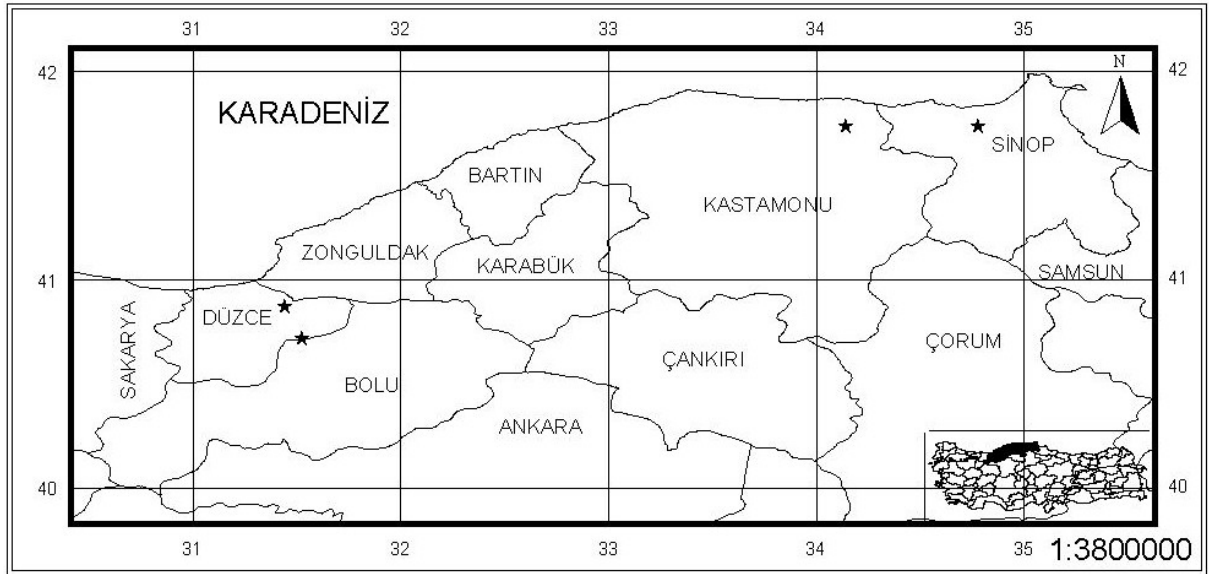 31 32 33 34 35
42 42
N
KARADENİZ
SİNOP
BARTIN
KASTAMONU
ZONGULDAK
KARABÜK
SAMSUN
41 41
DÜZCE
SAKARYA
ÇORUM
ÇANKIRI
BOLU
ANKARA
40 40
31 32 33 34 35
1:3800000